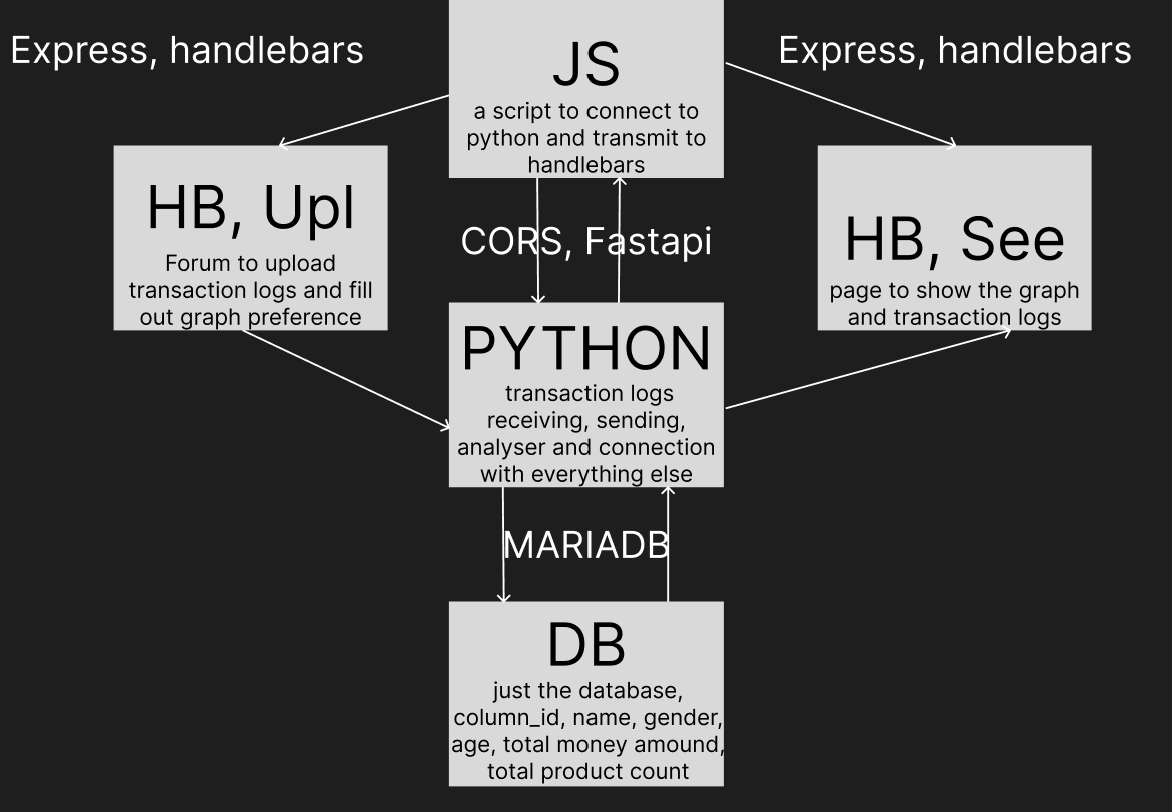 Express, handlebars
Express, handlebars
JS
a script to connect to
python and transmit to
handlebars
HB, Upl
Forum to upload
transaction logs and fill
out graph preference
HB, See
page to show the graph
and transaction logs
CORS, Fastapi
PYTHON
transaction logs
receiving, sending,
analyser and connection
with everything else
MARIADB
DB
just the database,
column_id, name, gender,
age, total money amound,
total product count